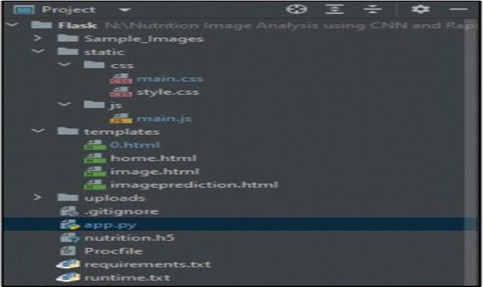 Project
Flask N:\Nutrition Image Analysis using CNN and Rap
Sample_Images
static
css
main.css
style.css
js
main.js
templates
0.html
home.html
image.html
imageprediction.html
uploads
.gitignore
app.py
nutrition.h5
Procfile
requirements.txt
runtime.txt